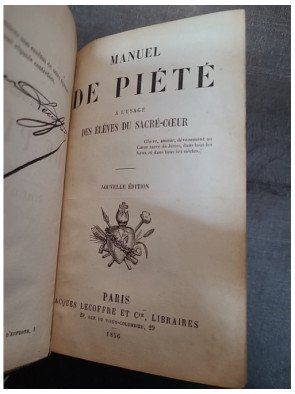 MANUEL
DE PIÉTÉ
A L'USAGE
DES ÉLÈVES DU SACRÉ-CŒUR
Gloire, amour, dévouement au
Cœur sacré de Jésus, dans tous les
lieux et dans tous les siècles.
NOUVELLE ÉDITION
PARIS
JACQUES LECOFFRE ET Cie, LIBRAIRES
29, RUE DU VIEUX-COLOMBIER, 29
1856